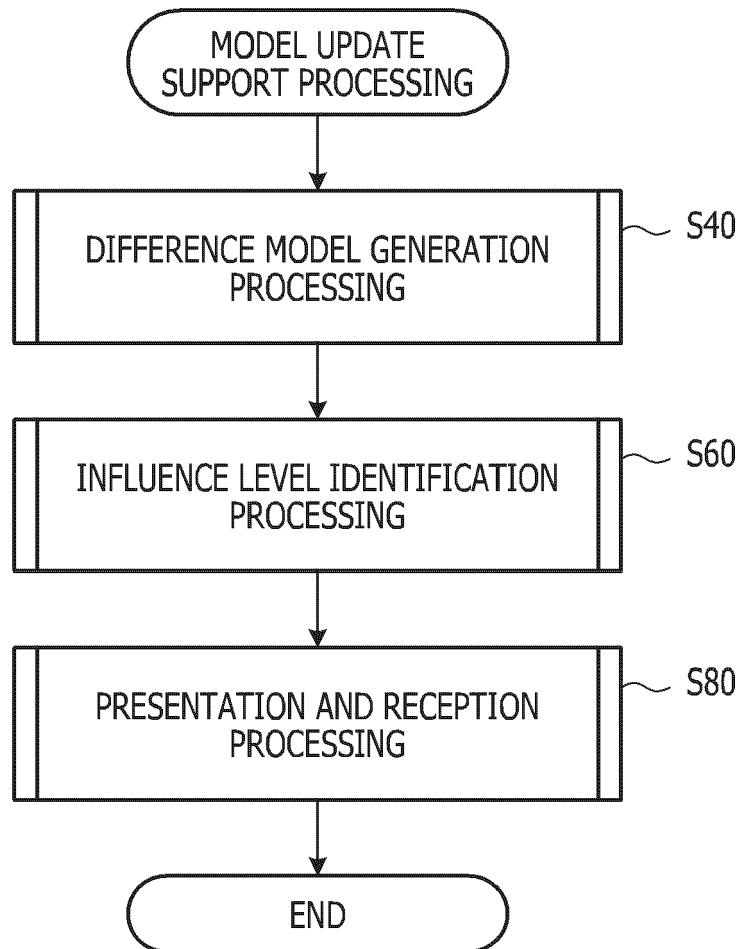 MODEL UPDATE
SUPPORT PROCESSING
DIFFERENCE MODEL GENERATION
PROCESSING
S40
INFLUENCE LEVEL IDENTIFICATION
PROCESSING
S60
PRESENTATION AND RECEPTION
PROCESSING
S80
END